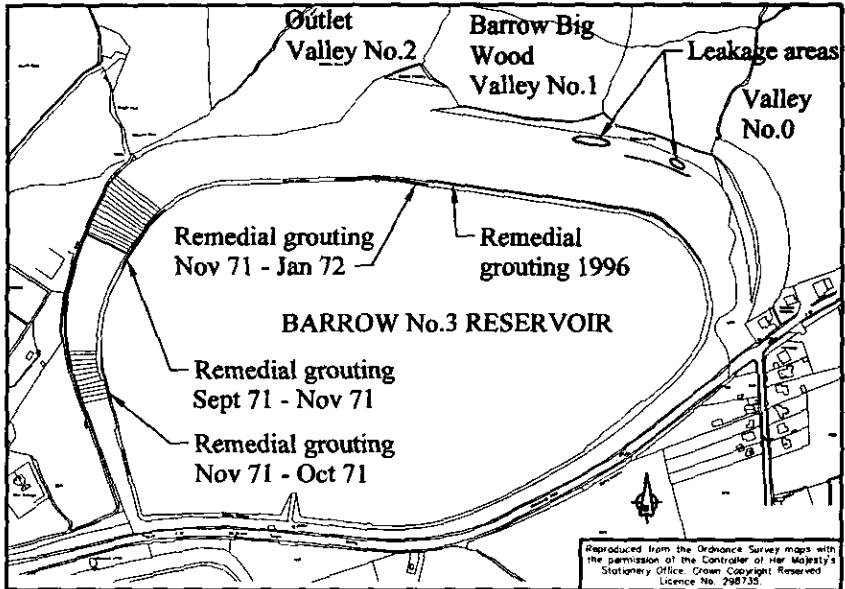 Outlet
Valley No.2
Barrow Big
Wood
Valley No.1
Leakage areas
Valley
No.0
Remedial grouting
Nov 71 - Jan 72
Remedial
grouting 1996
BARROW No.3 RESERVOIR
Remedial grouting
Sept 71 - Nov 71
Remedial grouting
Nov 71 - Oct 71
Reproduced from the Ordnance Survey maps with
the permission of the Controller of Her Majesty's
Stationery Office. Crown Copyright Reserved
Licence No. 298735.